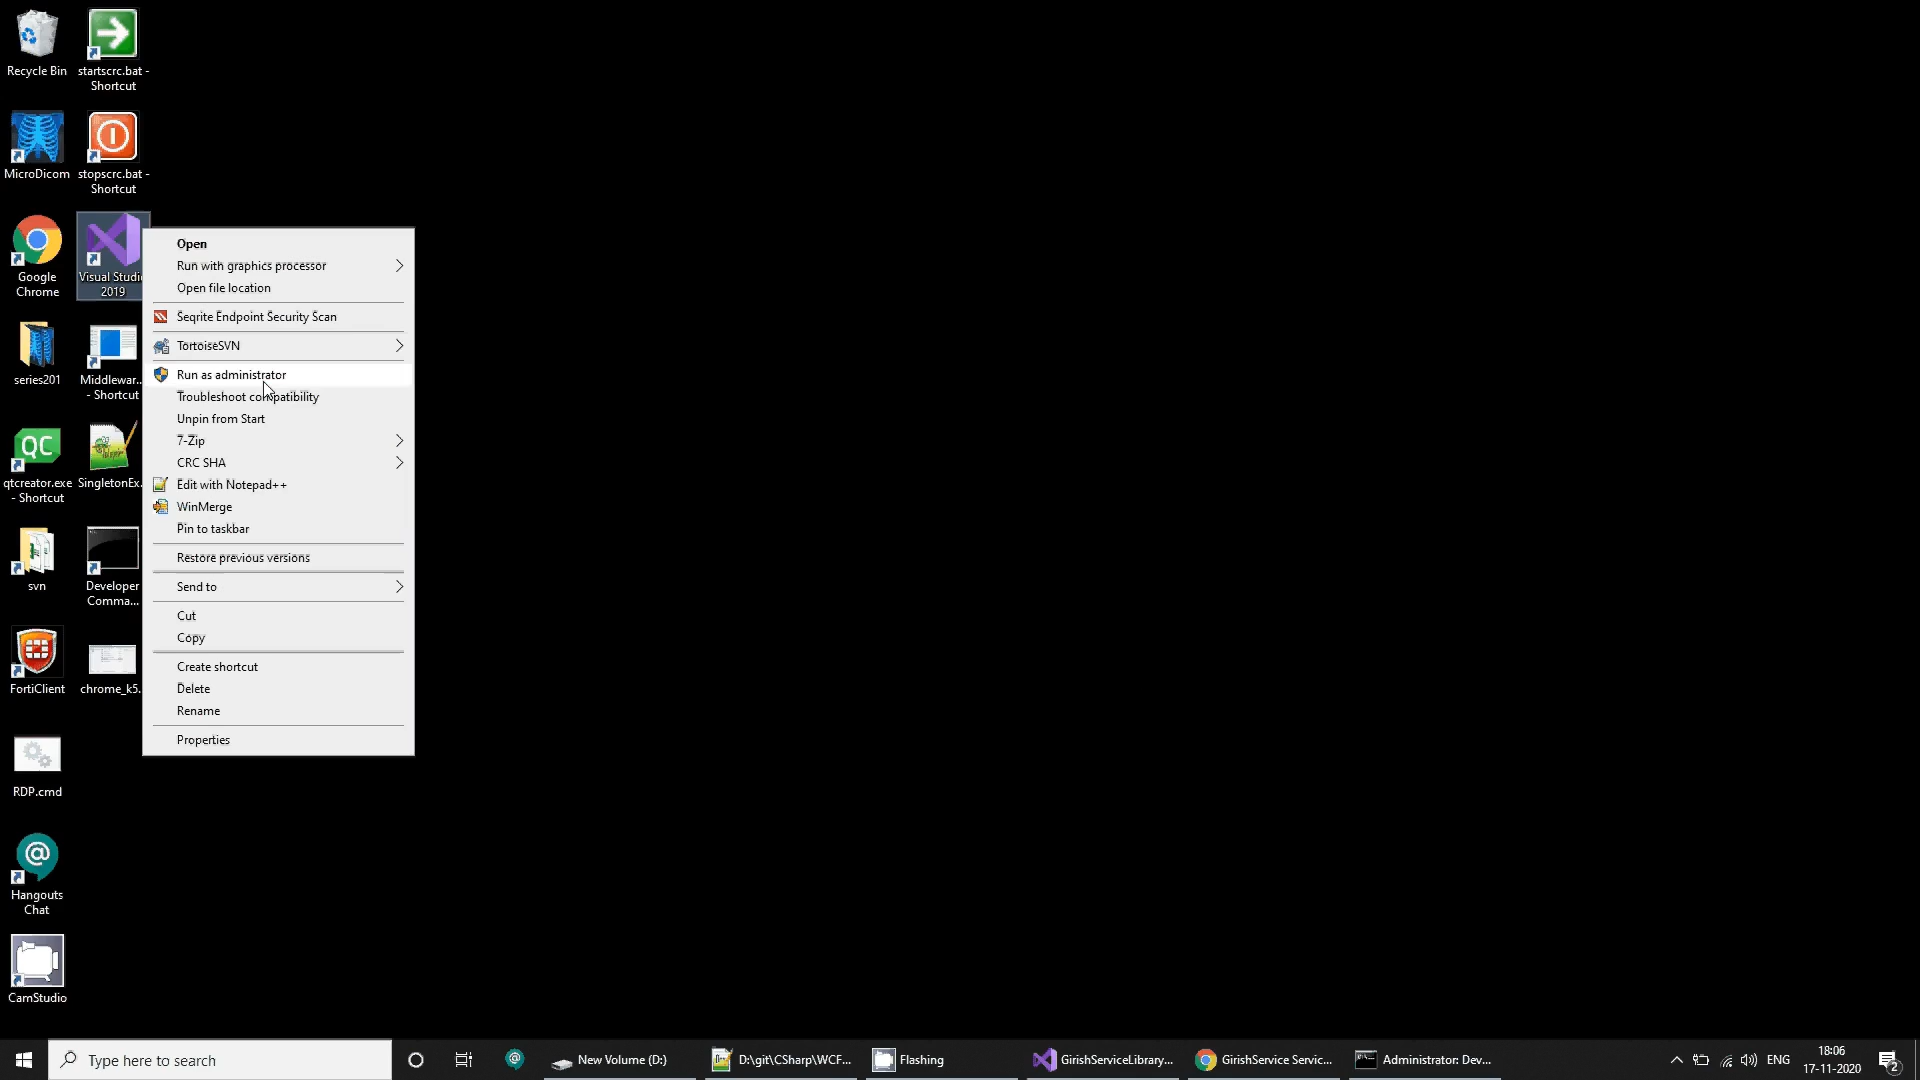 Recycle Bin
startscrc.bat -
Shortcut
MicroDicom
stopscrc.bat -
Shortcut
Google
Chrome
Visual Studi
2019
series201
Middlewar...
- Shortcut
QC
qtcreator.exe
- Shortcut
SingletonEx.
svn
Developer
Comma...
FortiClient
chrome_k5.
RDP.cmd
Hangouts
Chat
CamStudio
Open
Run with graphics processor
Open file location
Seqrite Endpoint Security Scan
TortoiseSVN
Run as administrator
Troubleshoot compatibility
Unpin from Start
7-Zip
CRC SHA
Edit with Notepad++
WinMerge
Pin to taskbar
Restore previous versions
Send to
Cut
Copy
Create shortcut
Delete
Rename
Properties
Type here to search
New Volume (D:)
D:\git\CSharp\WCF...
Flashing
GirishServiceLibrary...
GirishService Servic...
Administrator: Dev...
ENG
18:06
17-11-2020
2